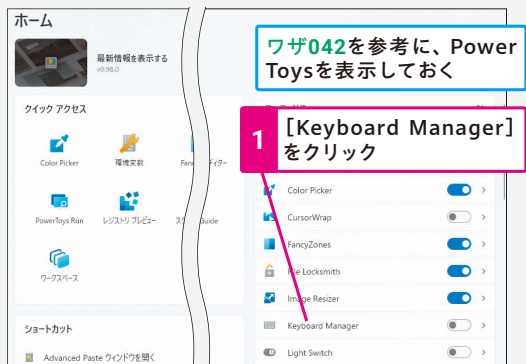 ホーム
最新情報を表示する
v0.98.0
ワザ042を参考に、Power
Toysを表示しておく
クイック アクセス
1
[Keyboard Manager]
をクリック
Color Picker
環境変数
PowerToys Run
レジストリ プレビュー
Guide
ワークスペース
Color Picker
CursorWrap
FancyZones
File Locksmith
Image Resizer
Keyboard Manager
Light Switch
ショートカット
Advanced Paste ウィンドウを開く